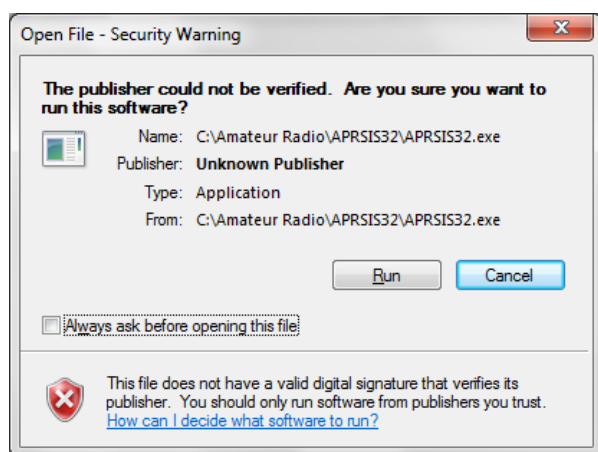 Open File - Security Warning
The publisher could not be verified. Are you sure you want to
run this software?
Name: C:\Amateur Radio\APRSIS32\APRSIS32.exe
Publisher: Unknown Publisher
Type: Application
From: C:\Amateur Radio\APRSIS32\APRSIS32.exe
Run Cancel
Always ask before opening this file
This file does not have a valid digital signature that verifies its
publisher. You should only run software from publishers you trust.
How can I decide what software to run?